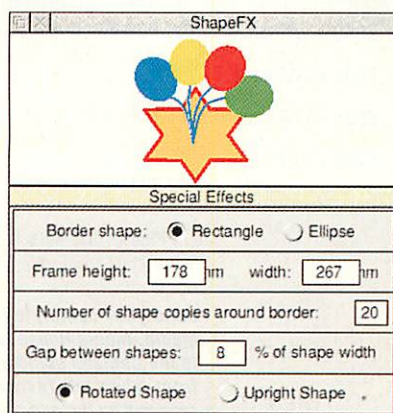 ShapeFX
Special Effects
Border shape: Rectangle Ellipse
Frame height: 178 mm width: 267 mm
Number of shape copies around border: 20
Gap between shapes: 8 % of shape width
Rotated Shape Upright Shape